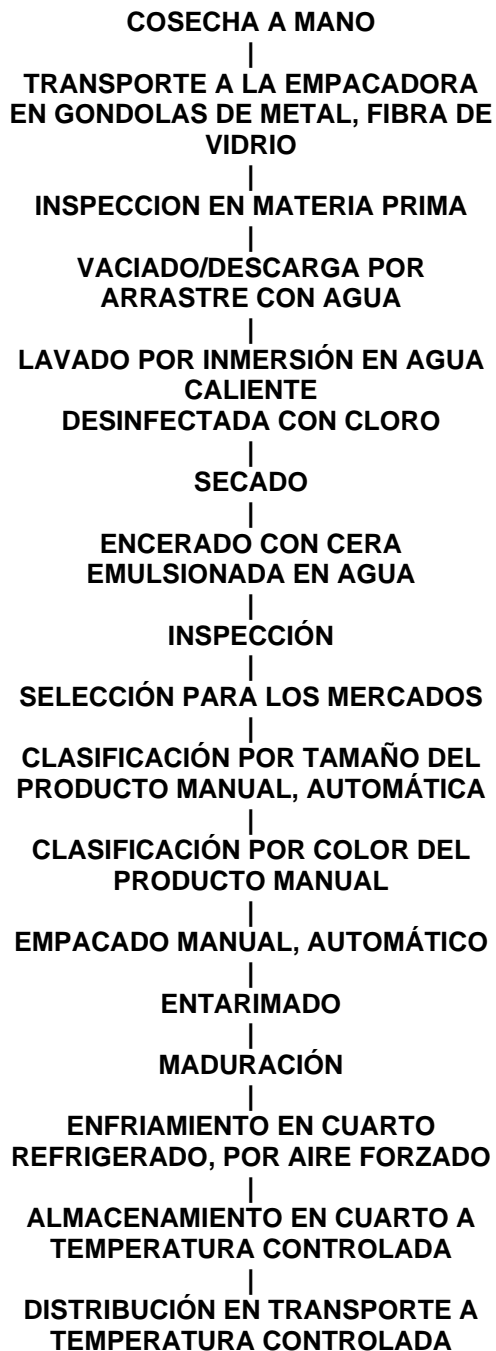 COSECHA A MANO
|
TRANSPORTE A LA EMPACADORA
EN GONDOLAS DE METAL, FIBRA DE
VIDRIO
|
INSPECCION EN MATERIA PRIMA
|
VACIADO/DESCARGA POR
ARRASTRE CON AGUA
|
LAVADO POR INMERSIÓN EN AGUA
CALIENTE
DESINFECTADA CON CLORO
|
SECADO
|
ENCERADO CON CERA
EMULSIONADA EN AGUA
|
INSPECCIÓN
|
SELECCIÓN PARA LOS MERCADOS
|
CLASIFICACIÓN POR TAMAÑO DEL
PRODUCTO MANUAL, AUTOMÁTICA
|
CLASIFICACIÓN POR COLOR DEL
PRODUCTO MANUAL
|
EMPACADO MANUAL, AUTOMÁTICO
|
ENTARIMADO
|
MADURACIÓN
|
ENFRIAMIENTO EN CUARTO
REFRIGERADO, POR AIRE FORZADO
|
ALMACENAMIENTO EN CUARTO A
TEMPERATURA CONTROLADA
|
DISTRIBUCIÓN EN TRANSPORTE A
TEMPERATURA CONTROLADA